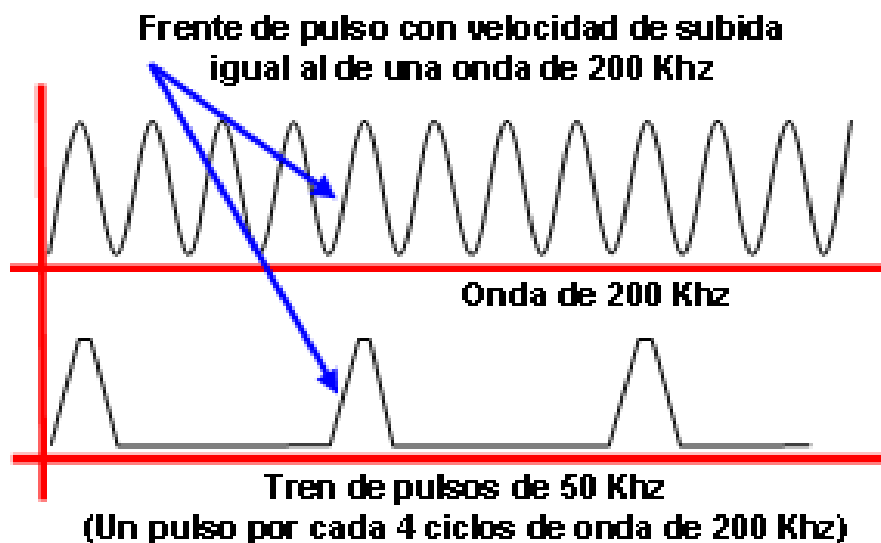 Frente de pulso con velocidad de subida
igual al de una onda de 200 Khz
Onda de 200 Khz
Tren de pulsos de 50 Khz
(Un pulso por cada 4 ciclos de onda de 200 Khz)